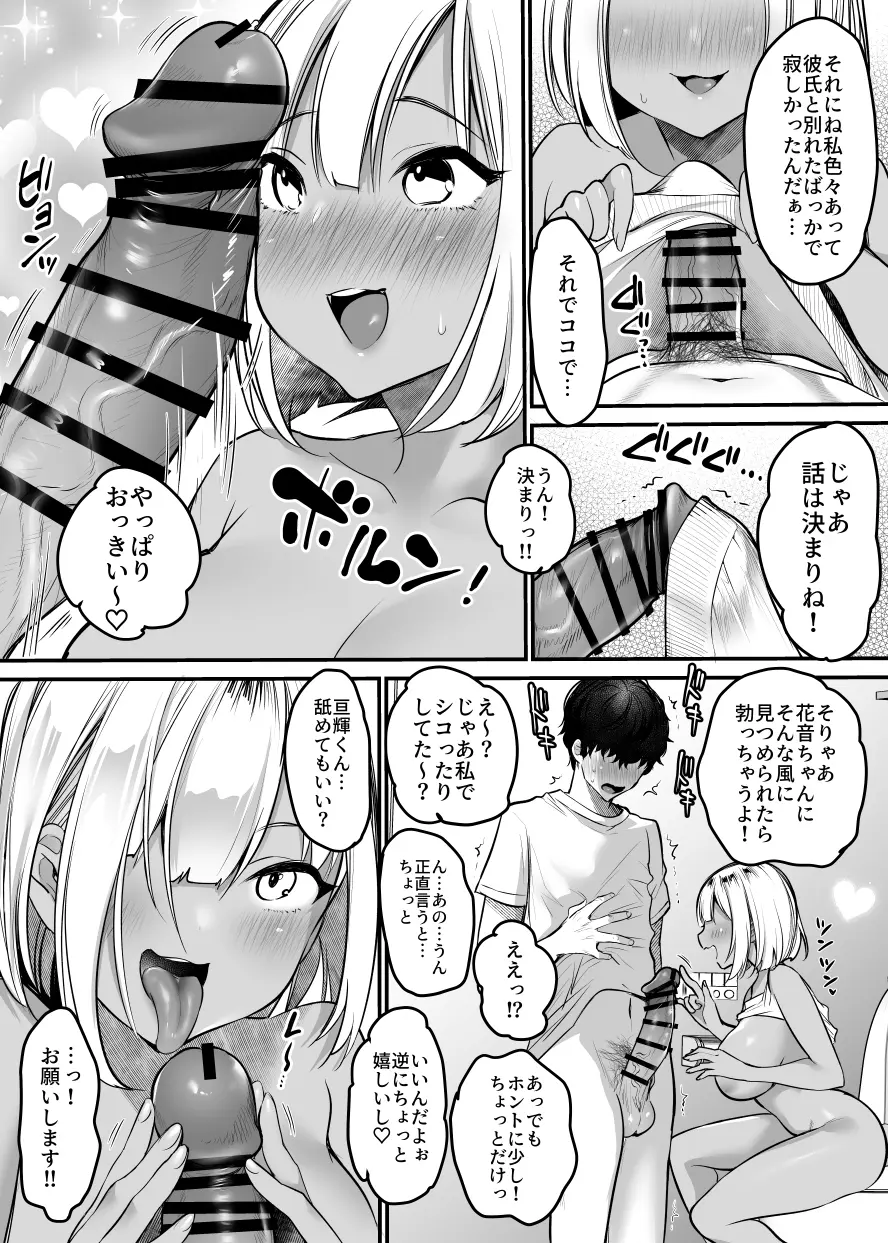 それにね私色々あって
彼氏と別れたばっかで
寂しかったんだぁ…
それでココで…
ビョンッ
やっぱり
おっきい〜♡
ボルンッ!
じゃあ
話は決まりね!
うん!
決まりっ!!
そりゃあ
花音ちゃんに
そんな風に
見つめられたら
勃っちゃうよ!
え〜?
じゃあ私で
シコったり
してた〜?
ええっ!?
ん…あの…うん
正直言うと…
ちょっと
あっでも
ホントに少し!
ちょっとだけっ
いいんだよぉ
逆にちょっと
嬉しいし♡
ツンツン♡
亘輝くん…
舐めてもいい?
…っ!
お願いします!!